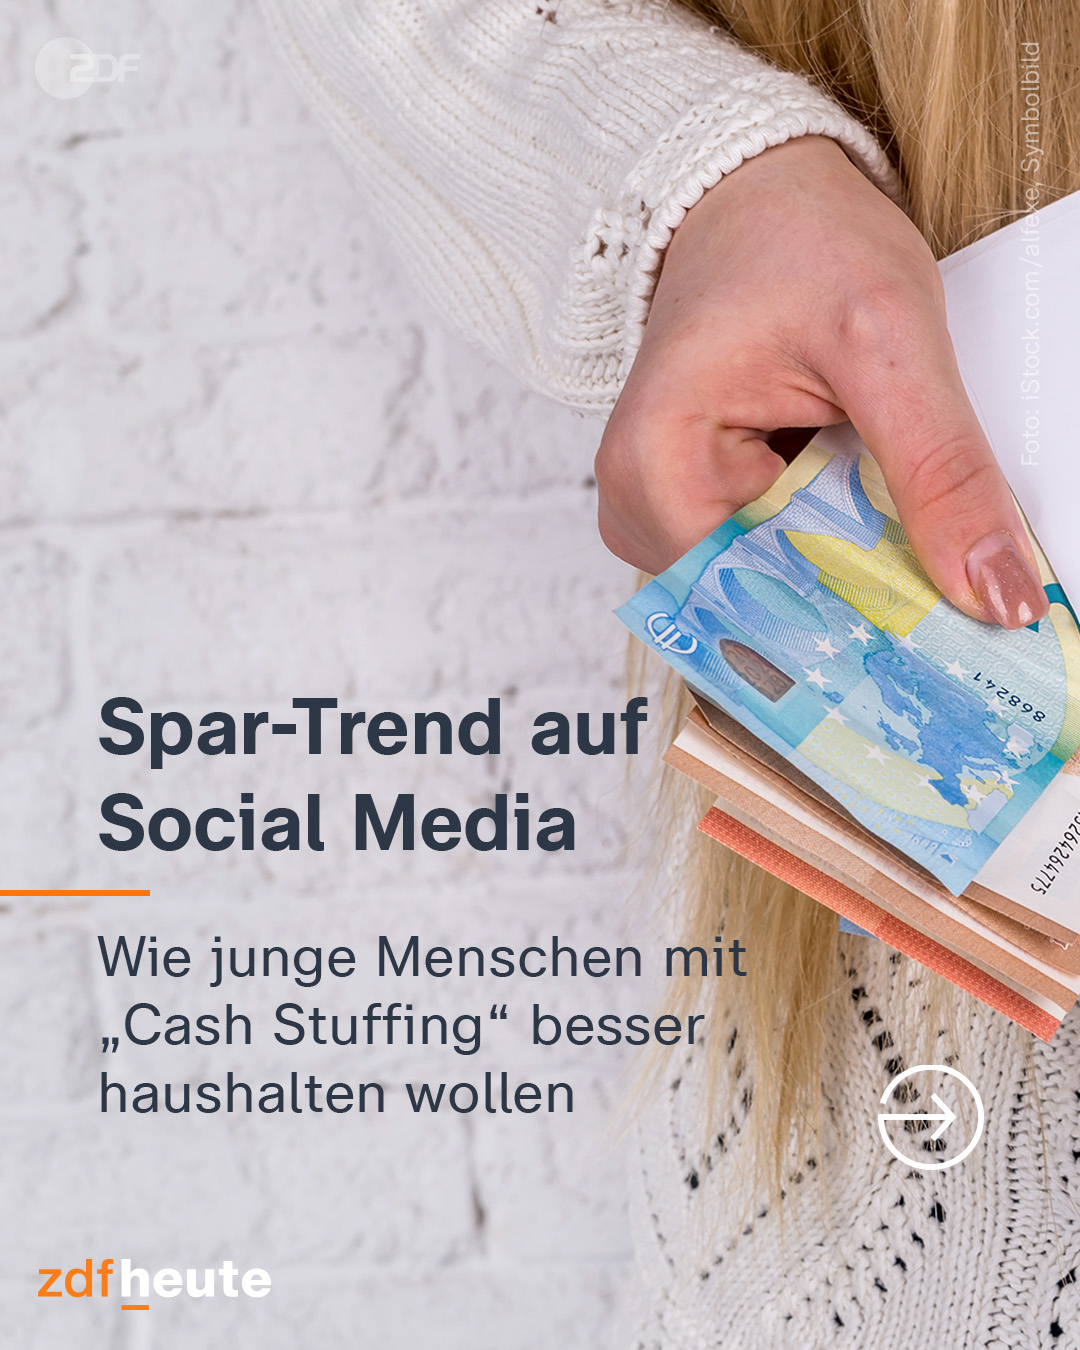 ZDF
Foto: iStock.com/alfexe, Symbolbild
868241
Spar-Trend auf
Social Media
Wie junge Menschen mit
„Cash Stuffing“ besser
haushalten wollen
zdfheute